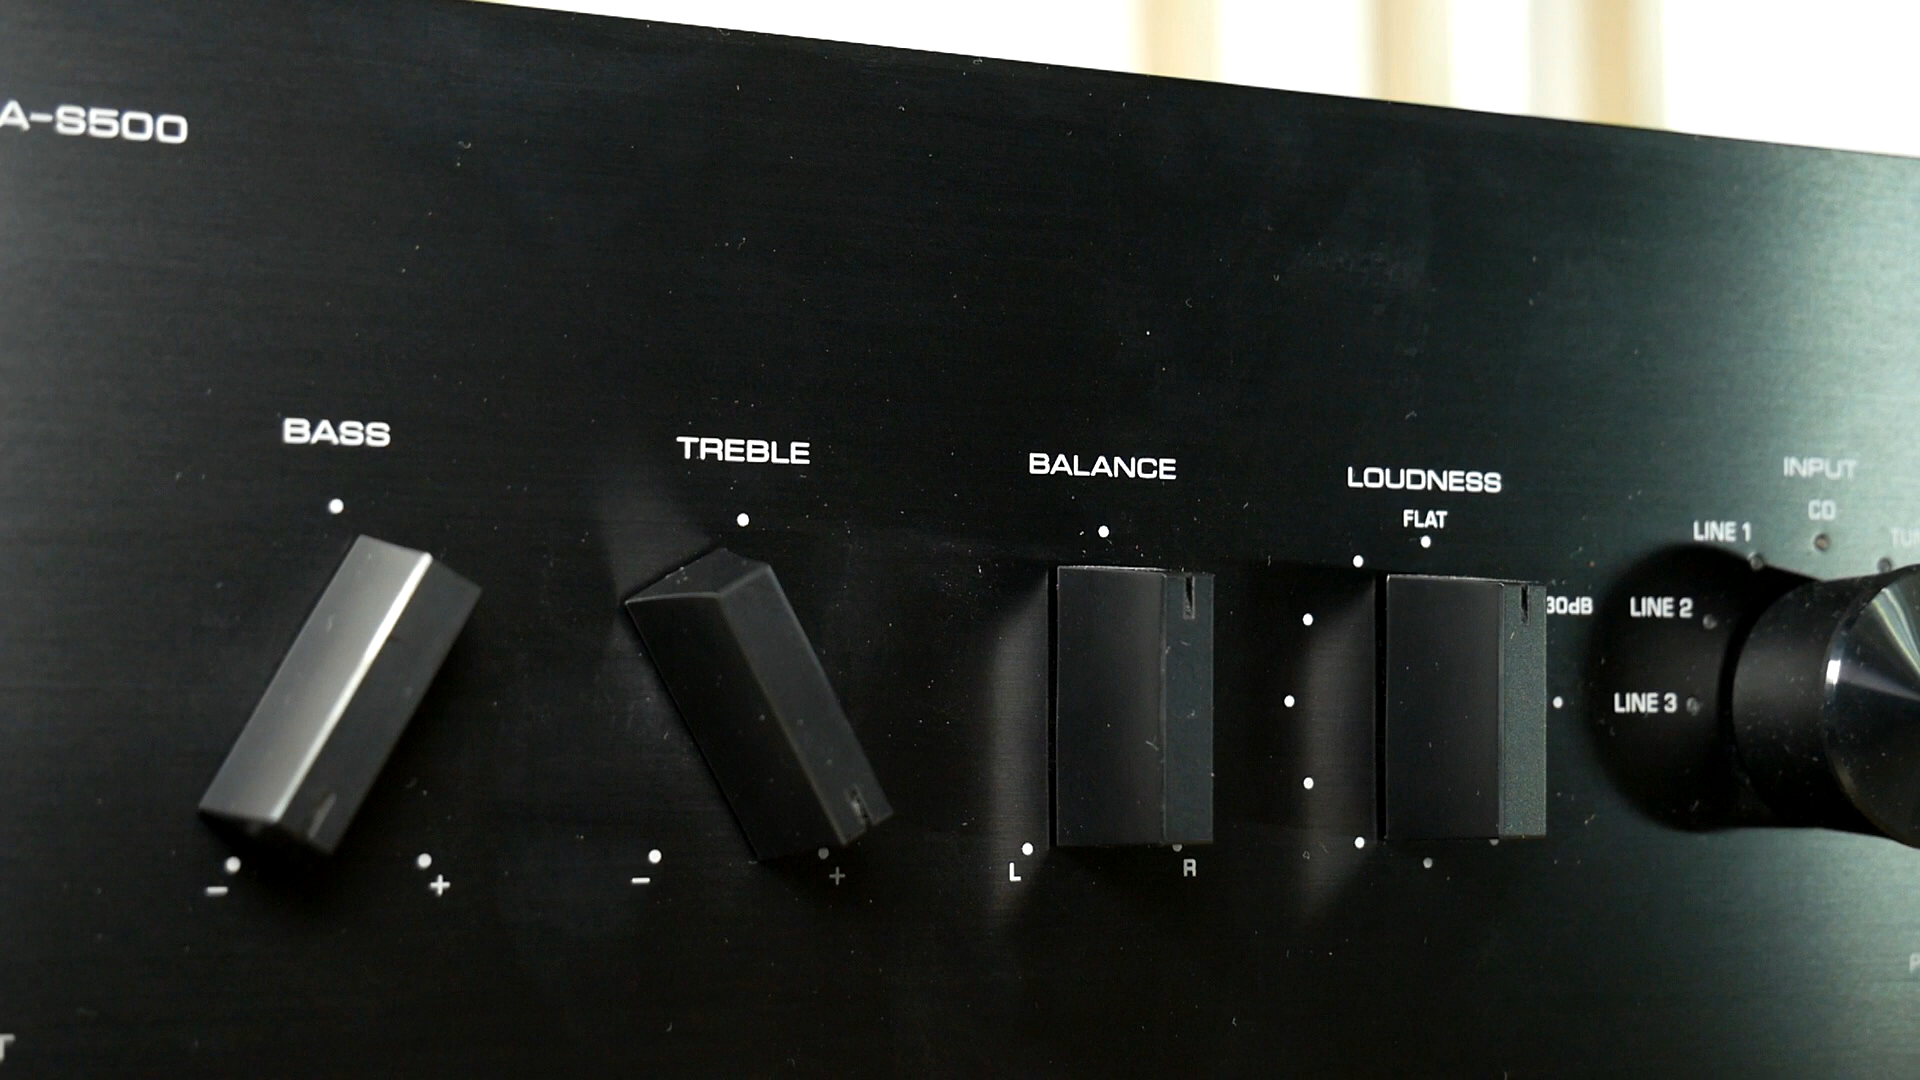 A-S500
BASS
TREBLE
BALANCE
LOUDNESS
INPUT
FLAT
CD
LINE 1
30dB
LINE 2
LINE 3
- +
- +
L R